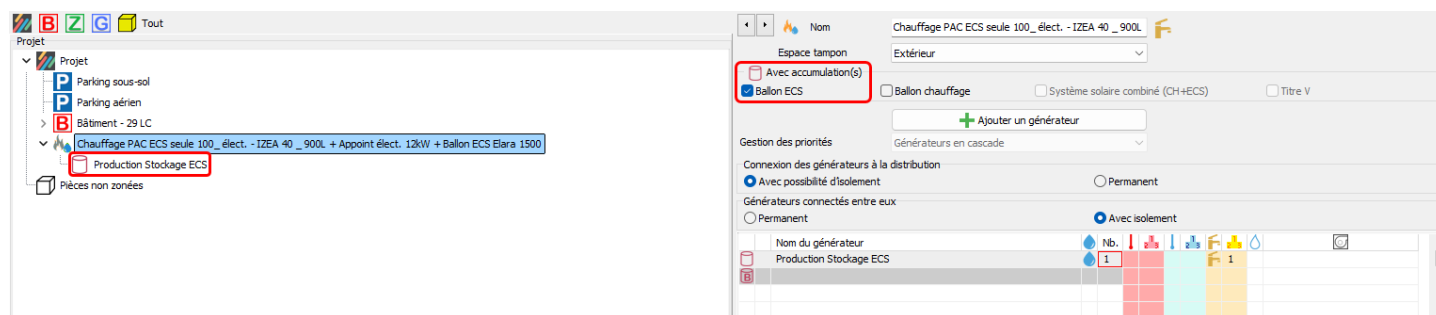 B Z G Tout
Projet
Projet
P Parking sous-sol
P Parking aérien
B Bâtiment - 29 LC
Chauffage PAC ECS seule 100_ élect. - IZEA 40 _ 900L + Appoint élect. 12kW + Ballon ECS Elara 1500
Production Stockage ECS
Pièces non zonées
Nom Chauffage PAC ECS seule 100_ élect. - IZEA 40 _ 900L
Espace tampon Extérieur
Avec accumulation(s)
Ballon ECS Ballon chauffage Système solaire combiné (CH+ECS) Titre V
Ajouter un générateur
Gestion des priorités Générateurs en cascade
Connexion des générateurs à la distribution
Avec possibilité d'isolement Permanent
Générateurs connectés entre eux
Permanent Avec isolement
Nom du générateur Nb.
Production Stockage ECS 1 1
B